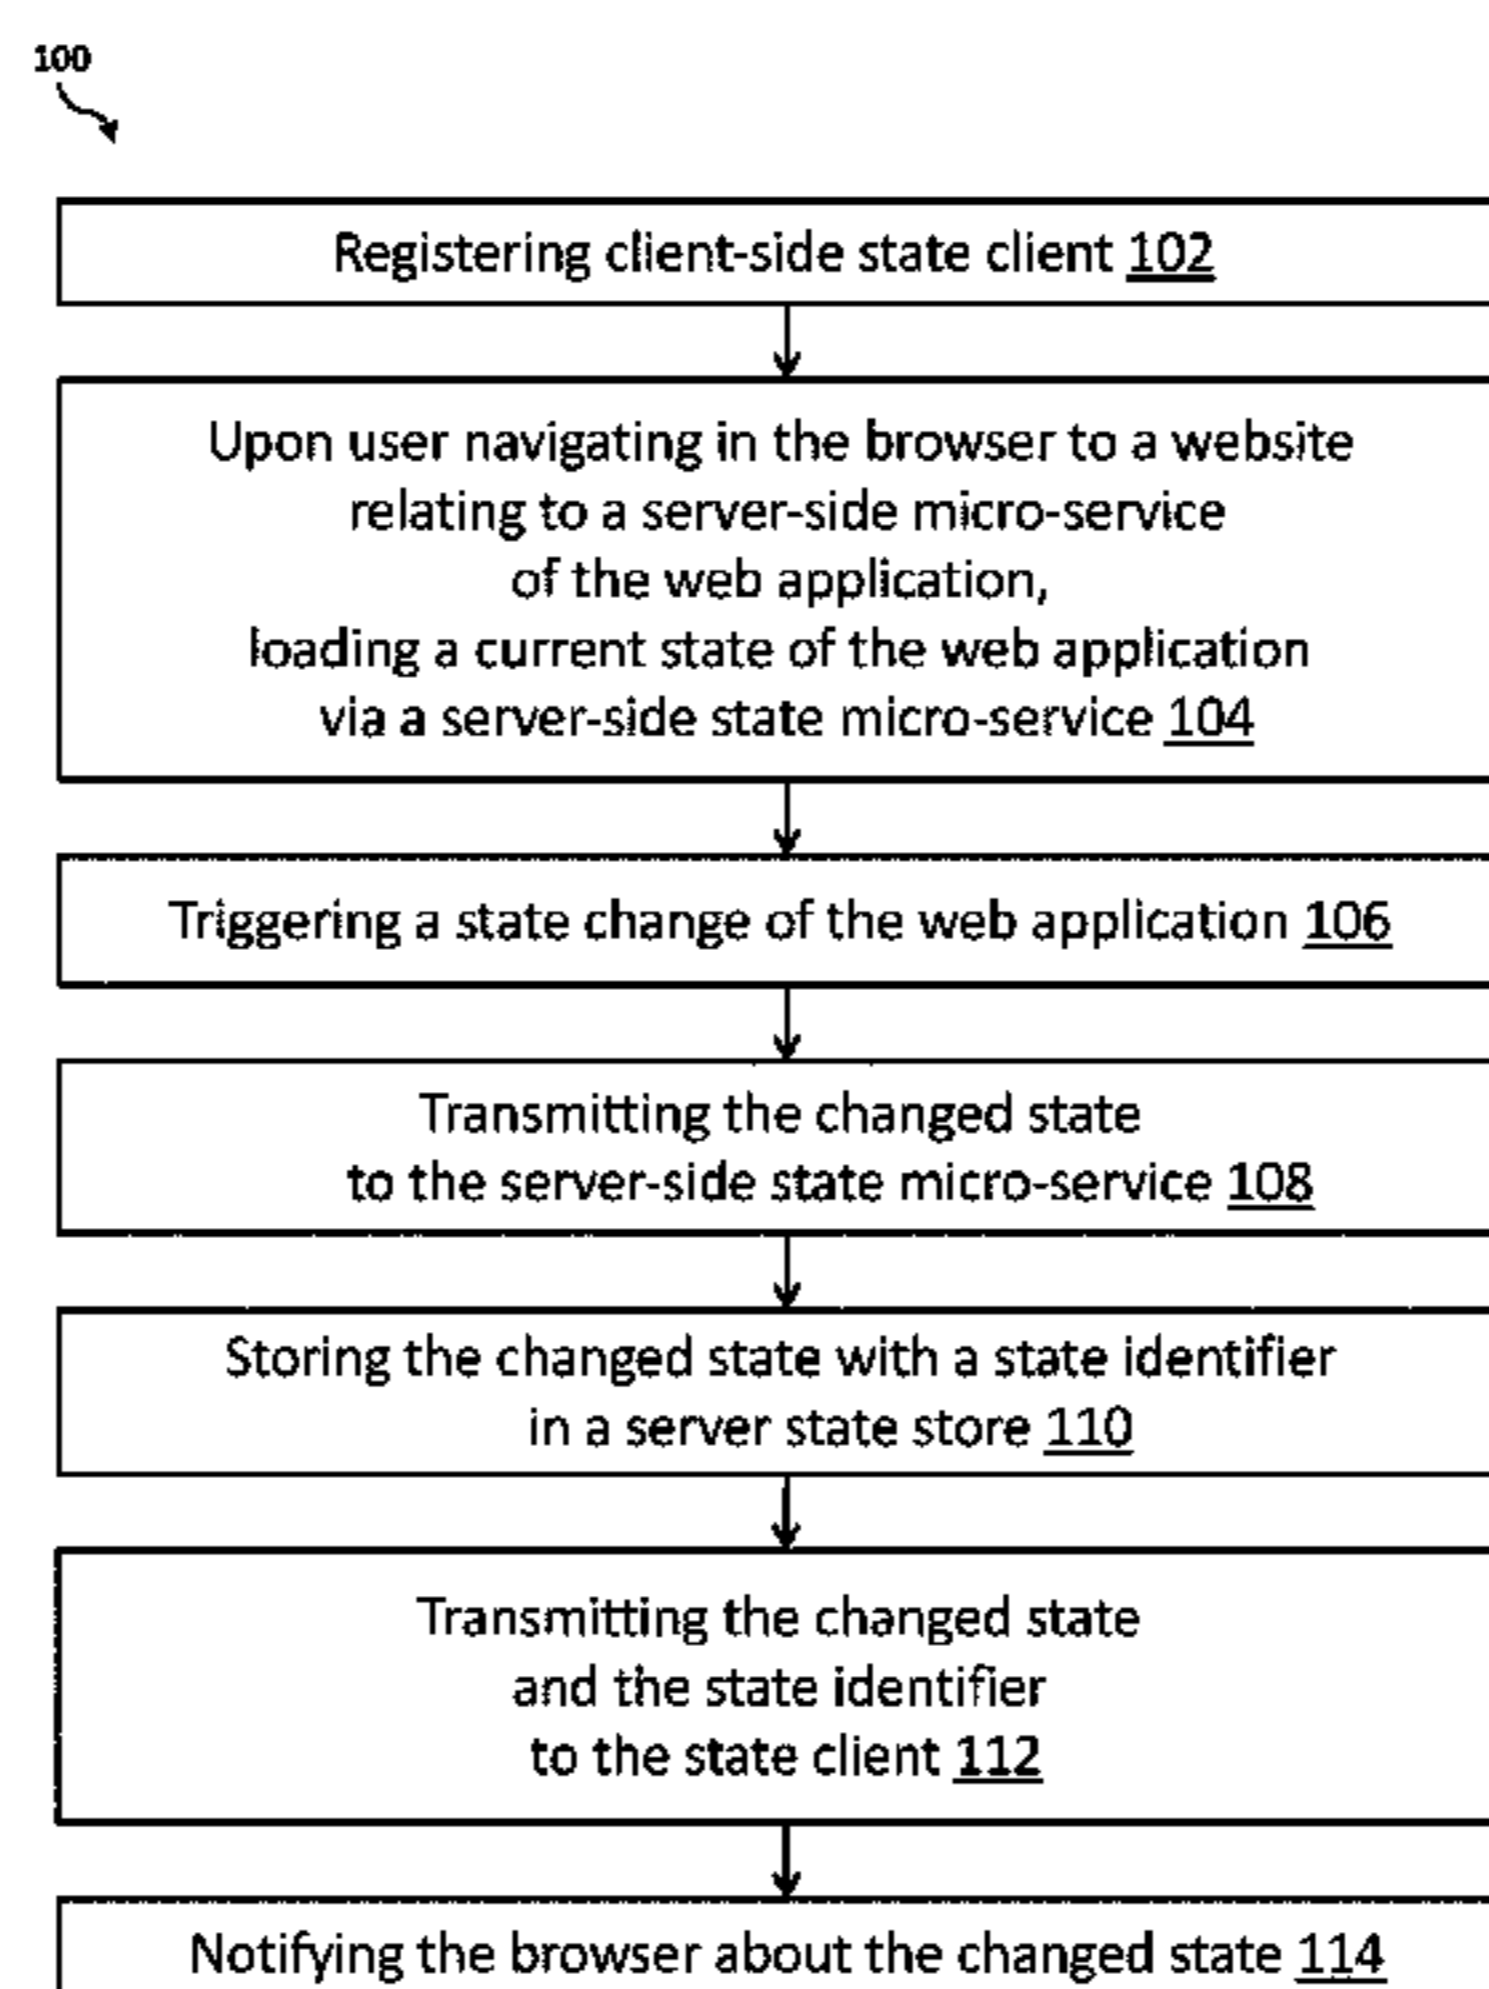 100
Registering client-side state client 102
Upon user navigating in the browser to a website
relating to a server-side micro-service
of the web application,
loading a current state of the web application
via a server-side state micro-service 104
Triggering a state change of the web application 106
Transmitting the changed state
to the server-side state micro-service 108
Storing the changed state with a state identifier
in a server state store 110
Transmitting the changed state
and the state identifier
to the state client 112
Notifying the browser about the changed state 114